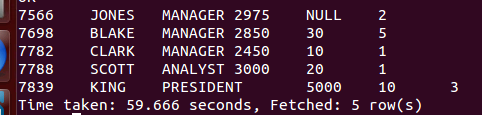 7566 JONES MANAGER 2975 NULL 2
7698 BLAKE MANAGER 2850 30 5
7782 CLARK MANAGER 2450 10 1
7788 SCOTT ANALYST 3000 20 1
7839 KING PRESIDENT 5000 10 3
Time taken: 59.666 seconds, Fetched: 5 row(s)